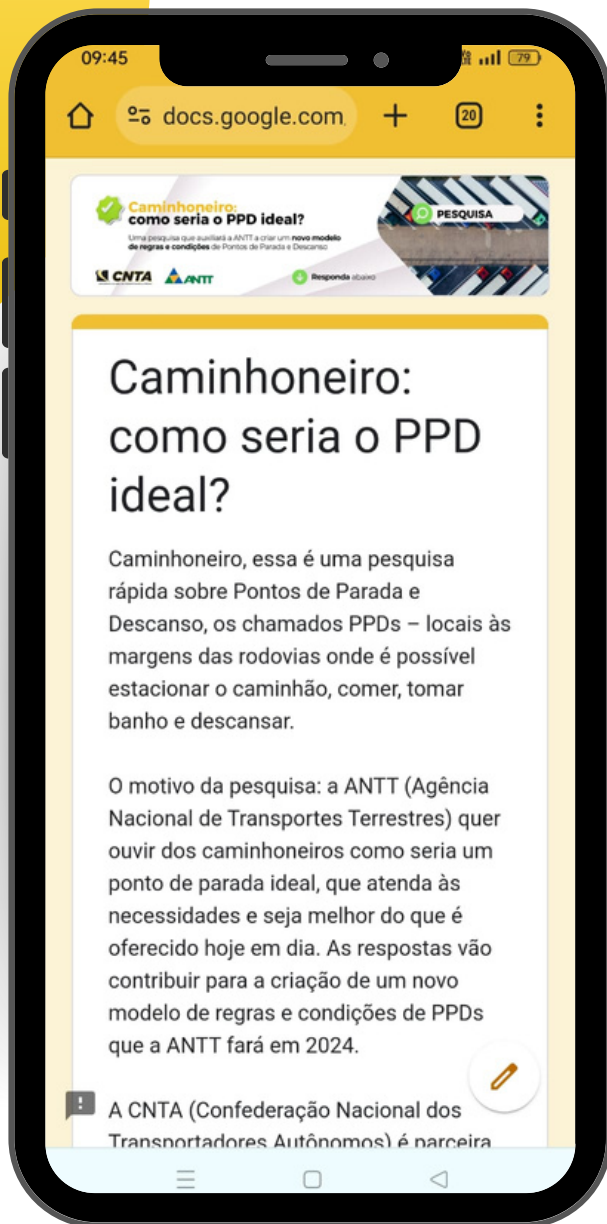 09:45
79
docs.google.com
20
Caminhoneiro:
como seria o PPD ideal?
Uma pesquisa que auxiliará a ANTT a criar um novo modelo
de regras e condições de Pontos de Parada e Descanso
PESQUISA
CNTA
ANTT
Responda abaixo
Caminhoneiro:
como seria o PPD
ideal?
Caminhoneiro, essa é uma pesquisa
rápida sobre Pontos de Parada e
Descanso, os chamados PPDs – locais às
margens das rodovias onde é possível
estacionar o caminhão, comer, tomar
banho e descansar.
O motivo da pesquisa: a ANTT (Agência
Nacional de Transportes Terrestres) quer
ouvir dos caminhoneiros como seria um
ponto de parada ideal, que atenda às
necessidades e seja melhor do que é
oferecido hoje em dia. As respostas vão
contribuir para a criação de um novo
modelo de regras e condições de PPDs
que a ANTT fará em 2024.
A CNTA (Confederação Nacional dos
Transportadores Autônomos) é parceira